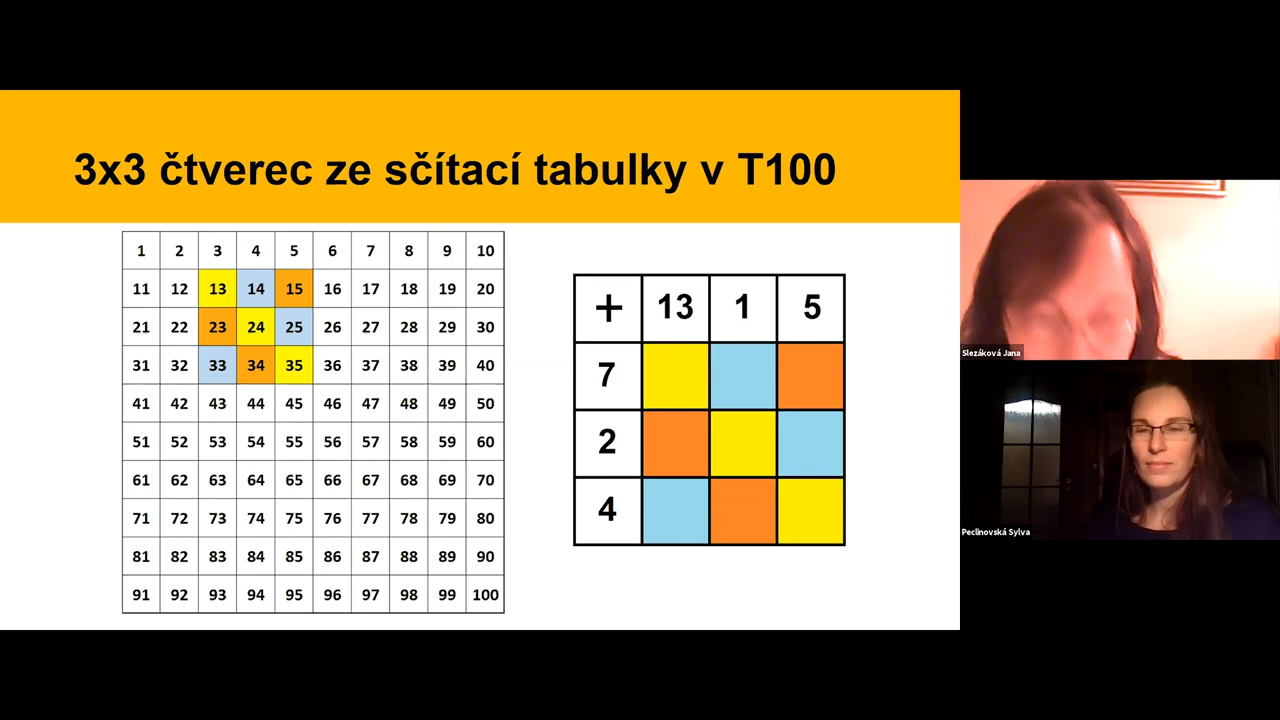 3x3 čtverec ze sčítací tabulky v T100
1 2 3 4 5 6 7 8 9 10
11 12 13 14 15 16 17 18 19 20
21 22 23 24 25 26 27 28 29 30
31 32 33 34 35 36 37 38 39 40
41 42 43 44 45 46 47 48 49 50
51 52 53 54 55 56 57 58 59 60
61 62 63 64 65 66 67 68 69 70
71 72 73 74 75 76 77 78 79 80
81 82 83 84 85 86 87 88 89 90
91 92 93 94 95 96 97 98 99 100
+ 13 1 5
7
2
4
Slezáková Jana
Peclinovská Sylva